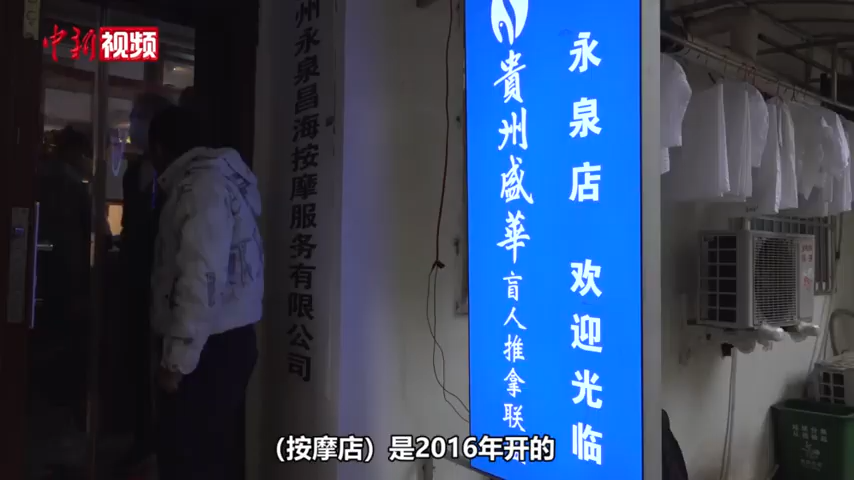 中新视频
州永泉昌海按摩服务有限公司
貴州盛華盲人推拿联
永泉店 欢迎光临
（按摩店）是2016年开的